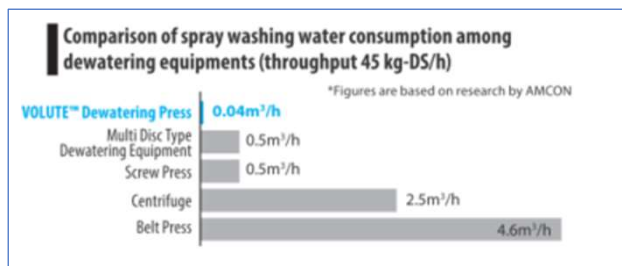 Comparison of spray washing water consumption among
dewatering equipments (throughput 45 kg-DS/h)
*Figures are based on research by AMCON
VOLUTE™ Dewatering Press 0.04m³/h
Multi Disc Type
Dewatering Equipment 0.5m³/h
Screw Press 0.5m³/h
Centrifuge 2.5m³/h
Belt Press 4.6m³/h